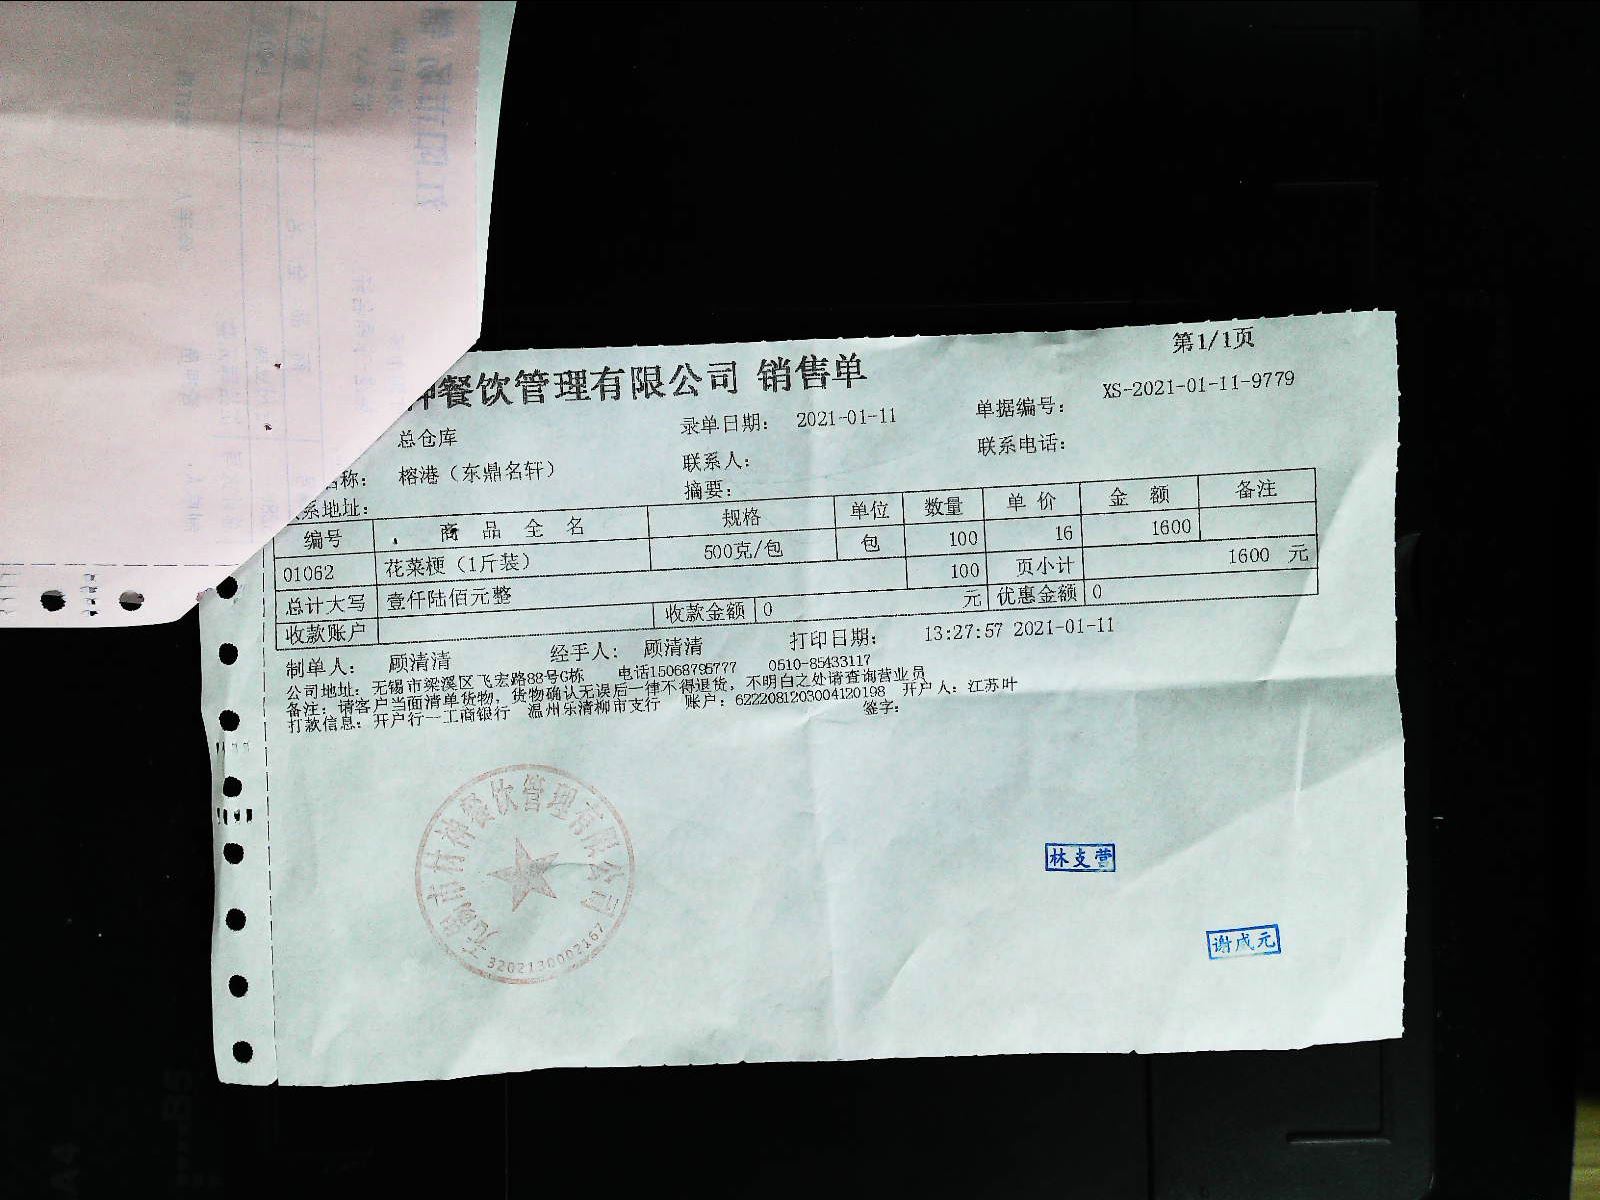 第1/1页
神餐饮管理有限公司 销售单
总仓库 录单日期: 2021-01-11 单据编号: XS-2021-01-11-9779
名称: 榕港（东鼎名轩） 联系人: 联系电话:
系地址: 摘要:
编号 商品全名 规格 单位 数量 单价 金额 备注
01062 花菜梗（1斤装） 500克/包 包 100 16 1600
100 页小计 1600 元
总计大写 壹仟陆佰元整
收款账户 收款金额 0 元 优惠金额 0
制单人: 顾清清 经手人: 顾清清 打印日期: 13:27:57 2021-01-11
公司地址: 无锡市梁溪区飞宏路88号G栋 电话15068795777 0510-85433117
备注: 请客户当面清单货物, 货物确认无误后一律不得退货, 不明白之处请查询营业员
打款信息: 开户行一工商银行 温州乐清柳市支行 账户: 6222081203004120198 开户人: 江苏叶
签字:
神餐饮管理有限公司
3202130002167
林支营
谢成元